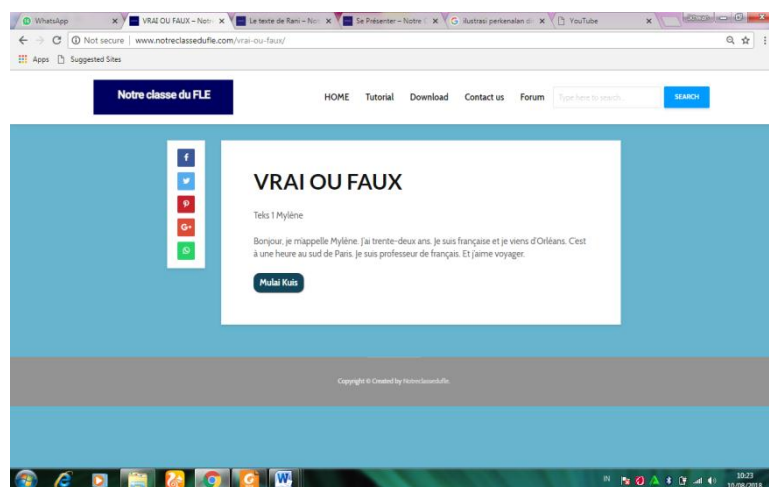 WhatsApp
VRAI OU FAUX – Notr
Le texte de Rani – No
Se Présenter – Notre C
ilustrasi perkenalan di
YouTube
Not secure | www.notreclassedufle.com/vrai-ou-faux/
Apps Suggested Sites
Notre classe du FLE
HOME Tutorial Download Contact us Forum Type here to search.. SEARCH
VRAI OU FAUX
Teks 1 Mylène
Bonjour, je m'appelle Mylène. J'ai trente-deux ans. Je suis française et je viens d'Orléans. C'est
à une heure au sud de Paris. Je suis professeur de français. Et j'aime voyager.
Mulai Kuis
Copyright © Created by Notreclassedufle.
IN
10:23
10/08/2018